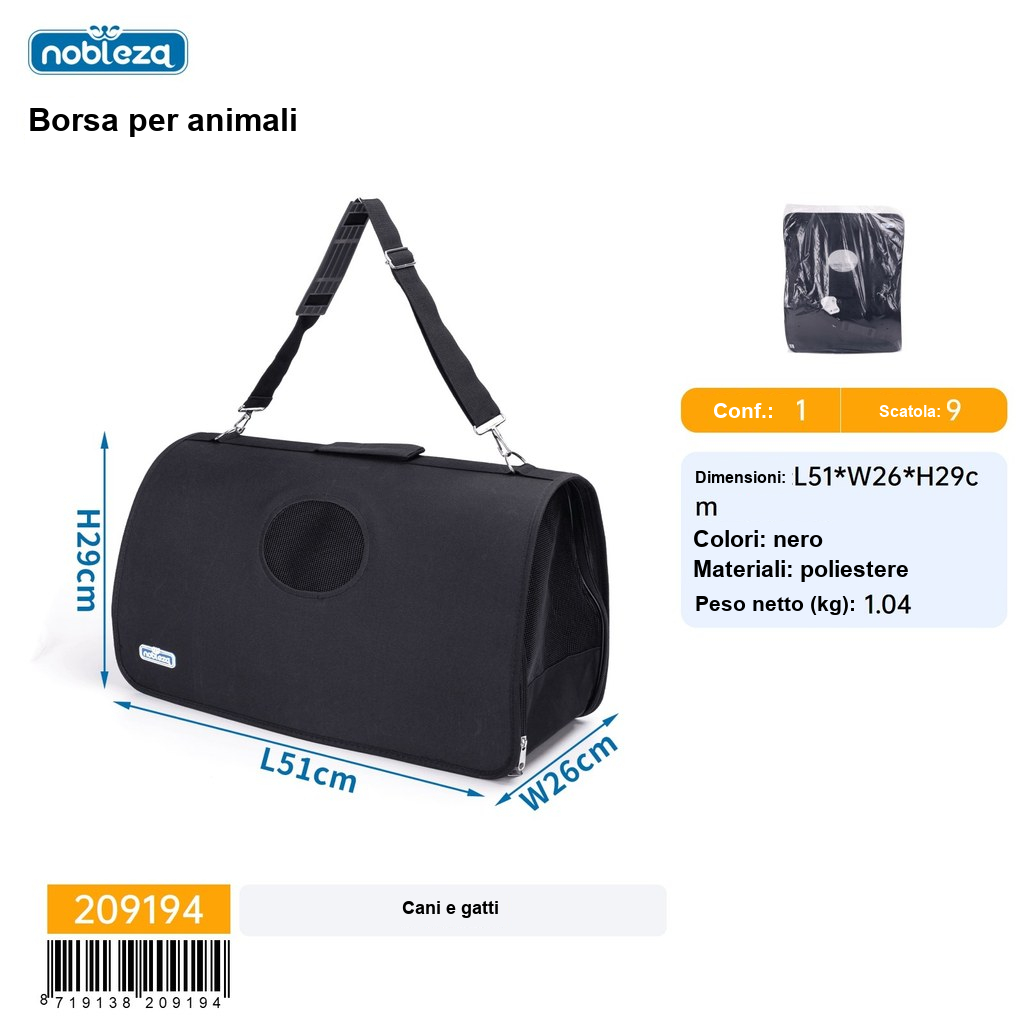 nobleza
Borsa per animali
Conf.: 1
Scatola: 9
Dimensioni: L51*W26*H29c
m
Colori: nero
Materiali: poliestere
Peso netto (kg): 1.04
H29cm
nobleza
L51cm
W26cm
209194
Cani e gatti
8 719138 209194